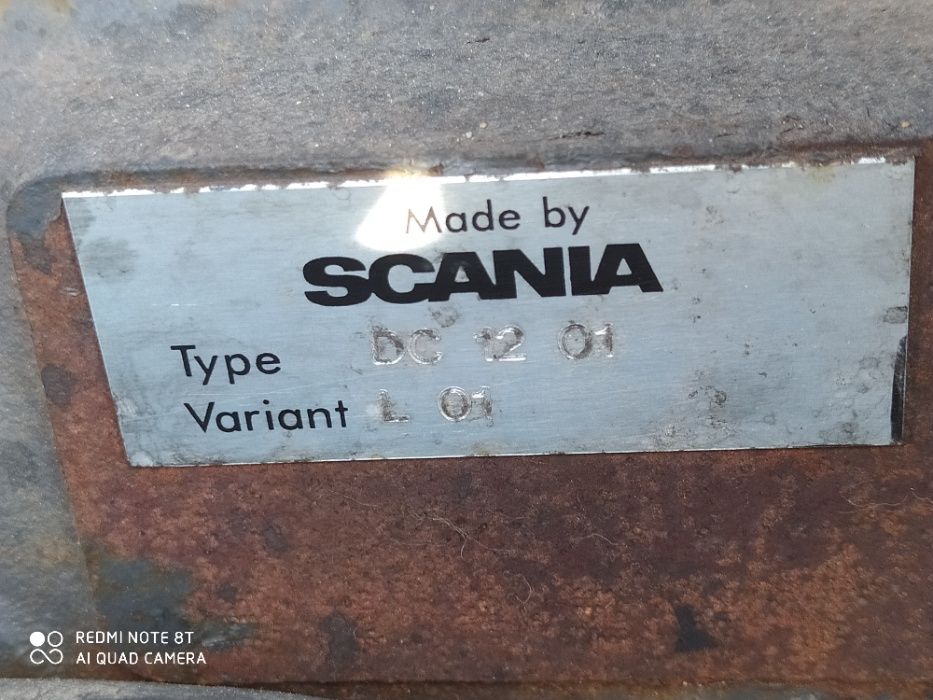 Made by
SCANIA
Type DC 12 01
Variant L 01
REDMI NOTE 8T
AI QUAD CAMERA